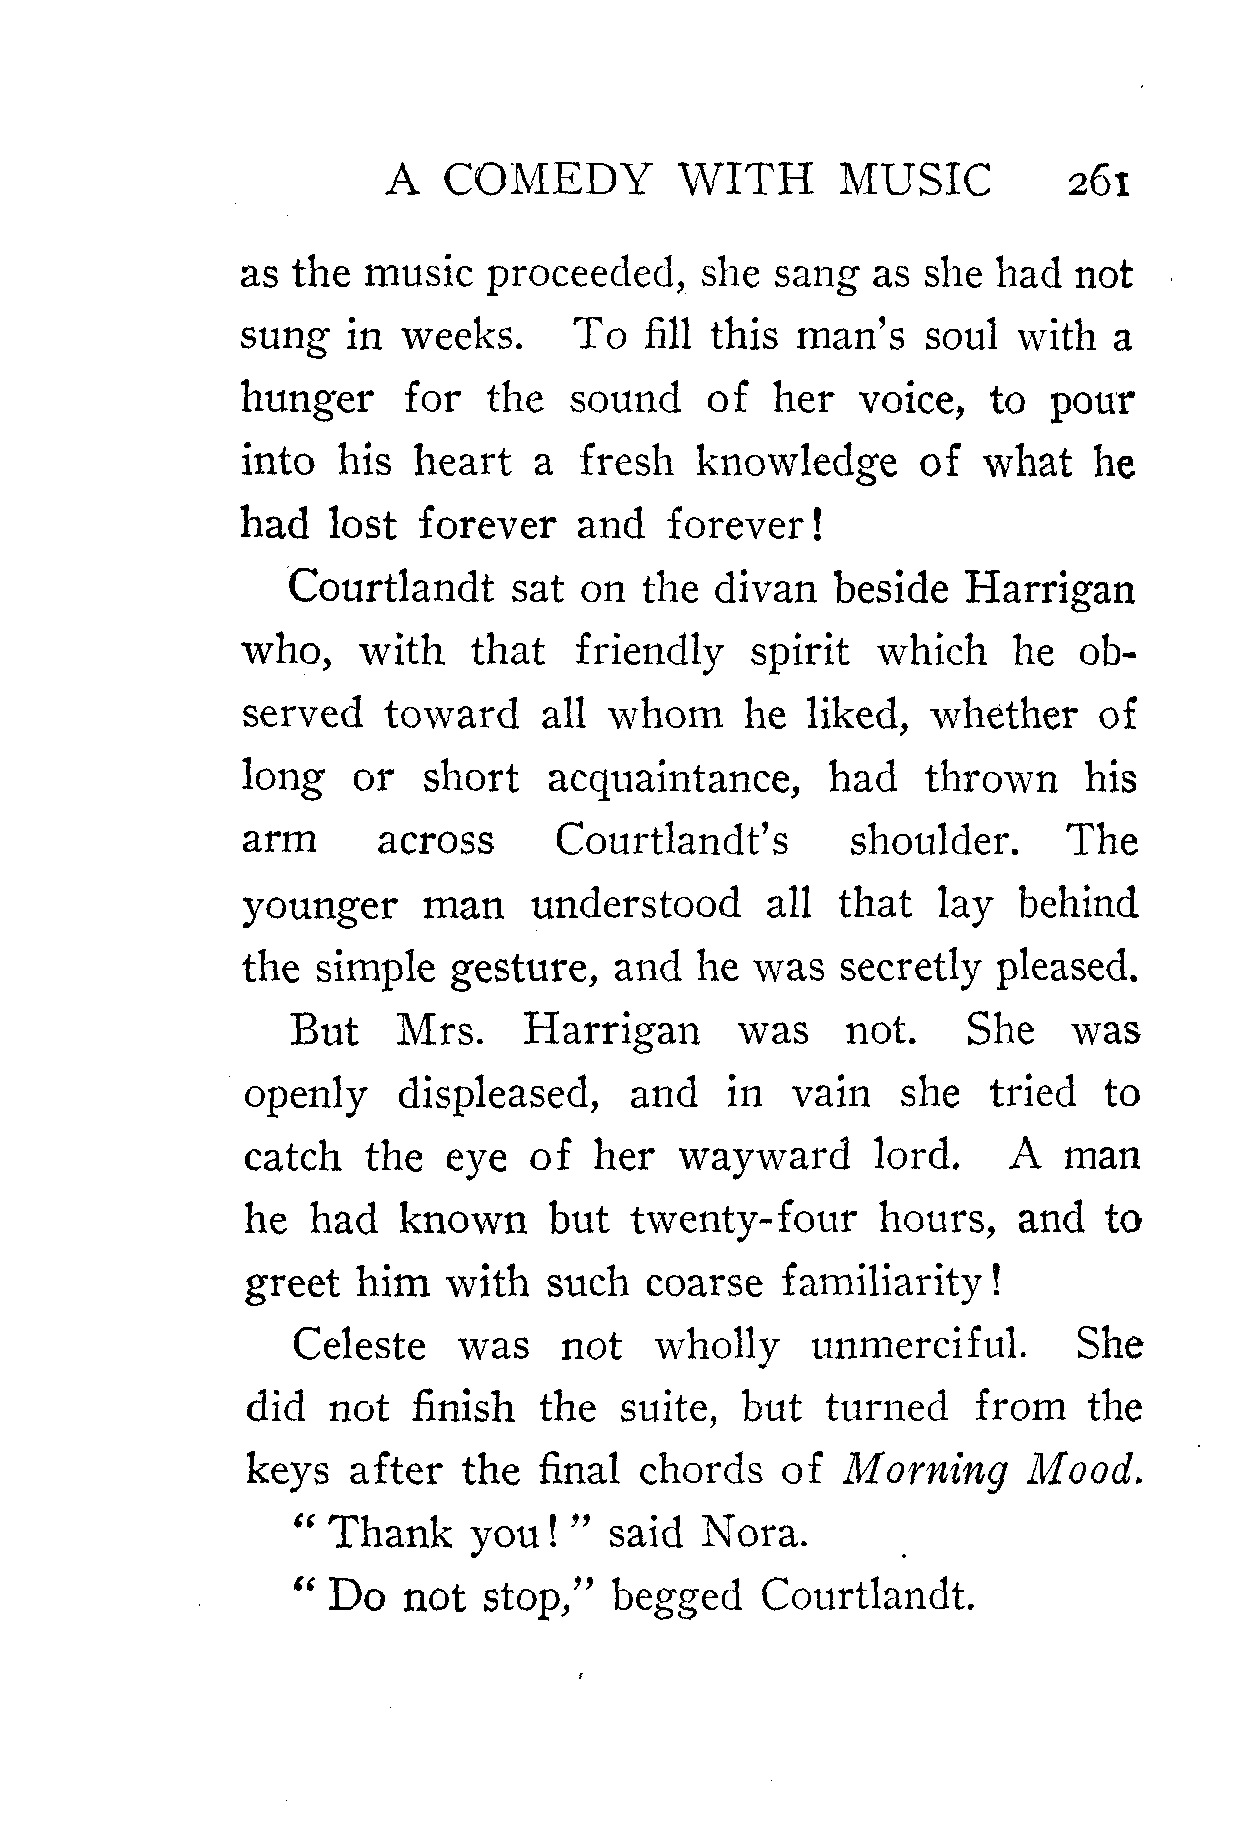 A COMEDY WITH MUSIC 261
as the music proceeded, she sang as she had not
sung in weeks. To fill this man's soul with a
hunger for the sound of her voice, to pour
into his heart a fresh knowledge of what he
had lost forever and forever!
Courtlandt sat on the divan beside Harrigan
who, with that friendly spirit which he ob-
served toward all whom he liked, whether of
long or short acquaintance, had thrown his
arm across Courtlandt's shoulder. The
younger man understood all that lay behind
the simple gesture, and he was secretly pleased.
But Mrs. Harrigan was not. She was
openly displeased, and in vain she tried to
catch the eye of her wayward lord. A man
he had known but twenty-four hours, and to
greet him with such coarse familiarity!
Celeste was not wholly unmerciful. She
did not finish the suite, but turned from the
keys after the final chords of Morning Mood.
" Thank you! " said Nora.
" Do not stop," begged Courtlandt.